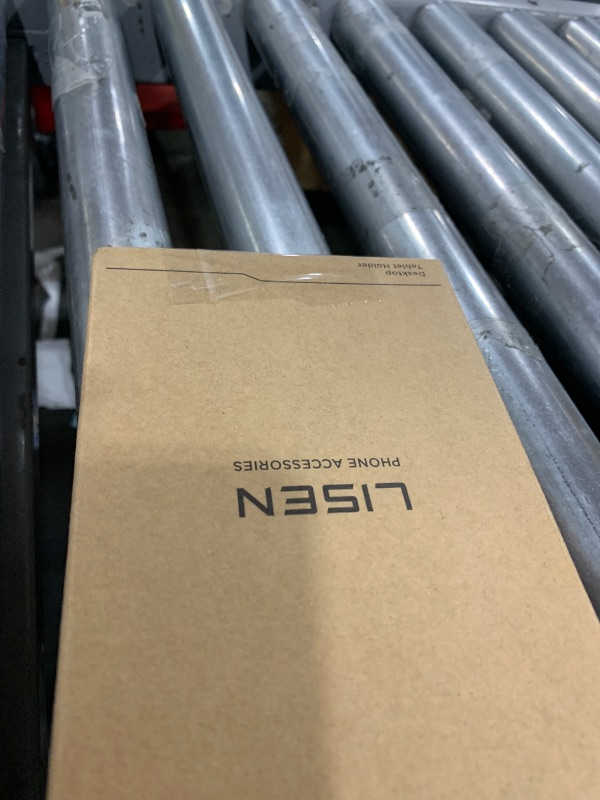 LISEN
PHONE ACCESSORIES
Desktop
Tablet Holder